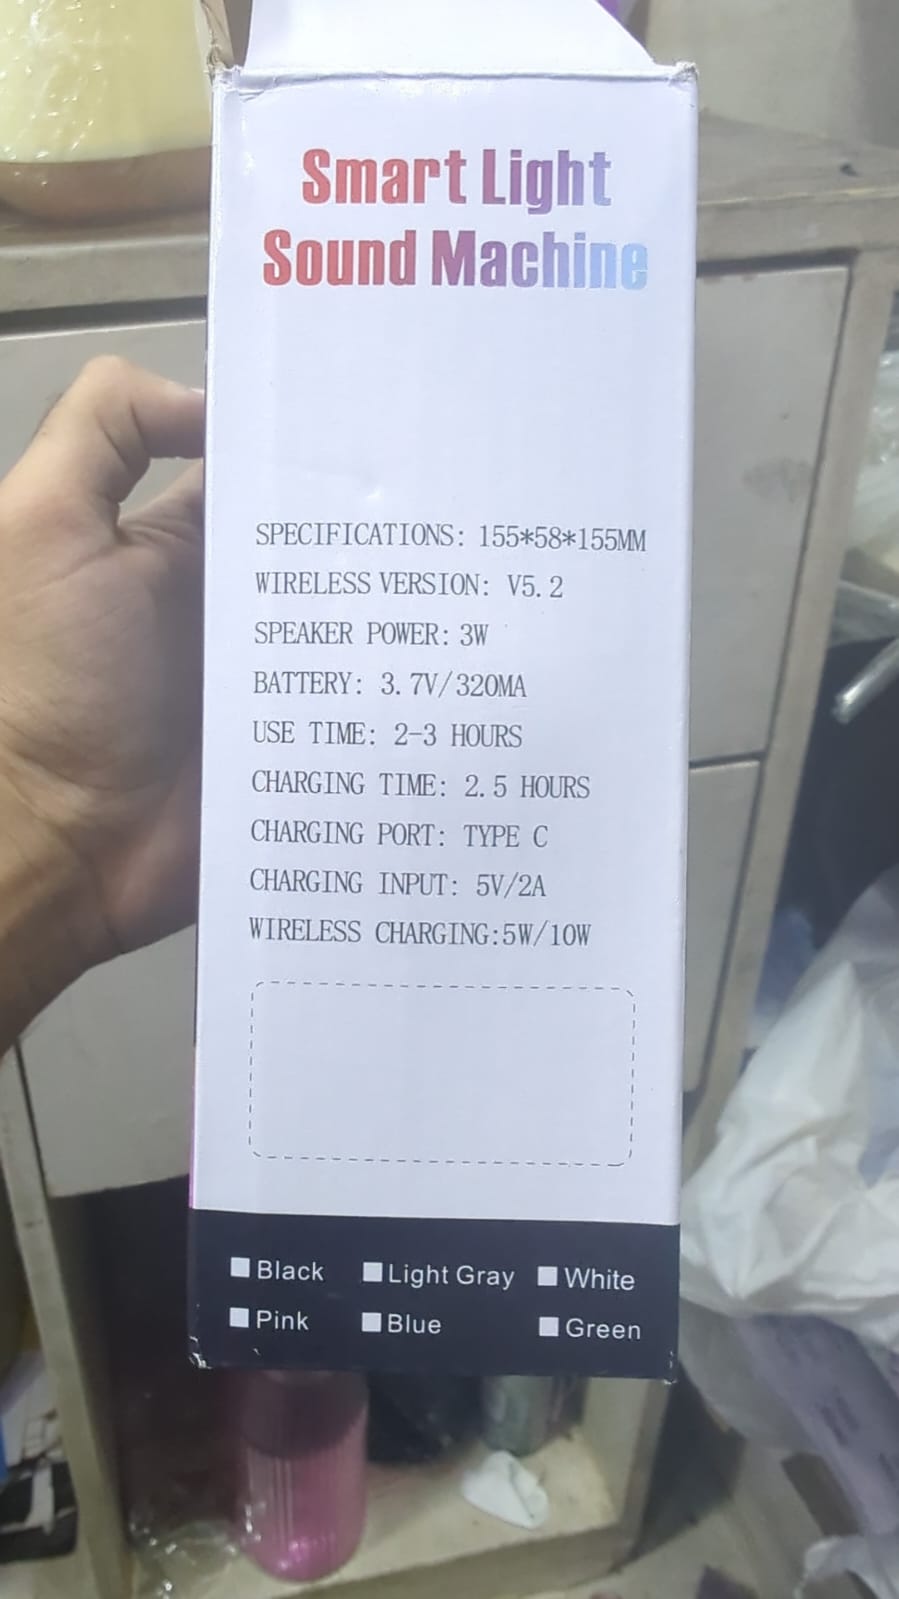 Smart Light
Sound Machine
SPECIFICATIONS: 155*58*155MM
WIRELESS VERSION: V5.2
SPEAKER POWER: 3W
BATTERY: 3.7V/320MA
USE TIME: 2-3 HOURS
CHARGING TIME: 2.5 HOURS
CHARGING PORT: TYPE C
CHARGING INPUT: 5V/2A
WIRELESS CHARGING:5W/10W
Black Light Gray White
Pink Blue Green